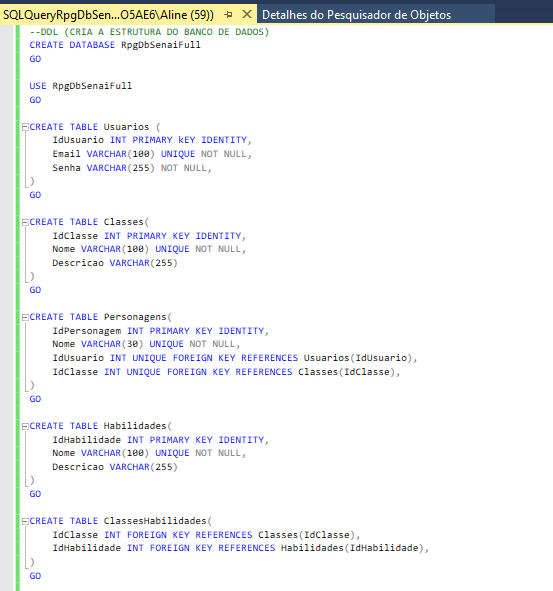 SQLQueryRpgDbSen...O5AE6\Aline (59))
Detalhes do Pesquisador de Objetos
--DDL (CRIA A ESTRUTURA DO BANCO DE DADOS)
CREATE DATABASE RpgDbSenaiFull
GO
USE RpgDbSenaiFull
GO
CREATE TABLE Usuarios (
IdUsuario INT PRIMARY kEY IDENTITY,
Email VARCHAR(100) UNIQUE NOT NULL,
Senha VARCHAR(255) NOT NULL,
)
GO
CREATE TABLE Classes(
IdClasse INT PRIMARY KEY IDENTITY,
Nome VARCHAR(100) UNIQUE NOT NULL,
Descricao VARCHAR(255)
)
GO
CREATE TABLE Personagens(
IdPersonagem INT PRIMARY KEY IDENTITY,
Nome VARCHAR(30) UNIQUE NOT NULL,
IdUsuario INT UNIQUE FOREIGN KEY REFERENCES Usuarios(IdUsuario),
IdClasse INT UNIQUE FOREIGN KEY REFERENCES Classes(IdClasse),
)
GO
CREATE TABLE Habilidades(
IdHabilidade INT PRIMARY KEY IDENTITY,
Nome VARCHAR(100) UNIQUE NOT NULL,
Descricao VARCHAR(255)
)
GO
CREATE TABLE ClassesHabilidades(
IdClasse INT FOREIGN KEY REFERENCES Classes(IdClasse),
IdHabilidade INT FOREIGN KEY REFERENCES Habilidades(IdHabilidade),
)
GO